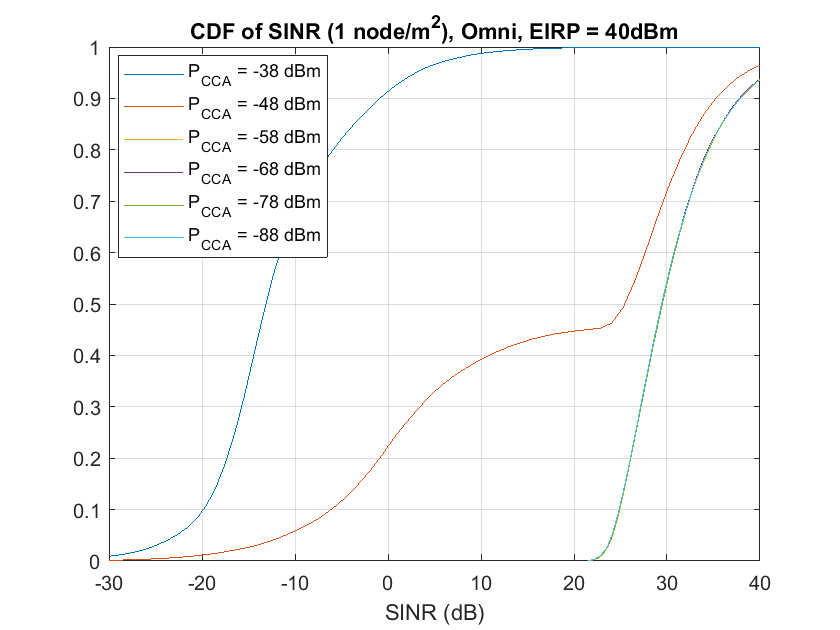 CDF of SINR (1 node/m2), Omni, EIRP = 40dBm
PCCA = -38 dBm
PCCA = -48 dBm
PCCA = -58 dBm
PCCA = -68 dBm
PCCA = -78 dBm
PCCA = -88 dBm
1
0.9
0.8
0.7
0.6
0.5
0.4
0.3
0.2
0.1
0
-30 -20 -10 0 10 20 30 40
SINR (dB)